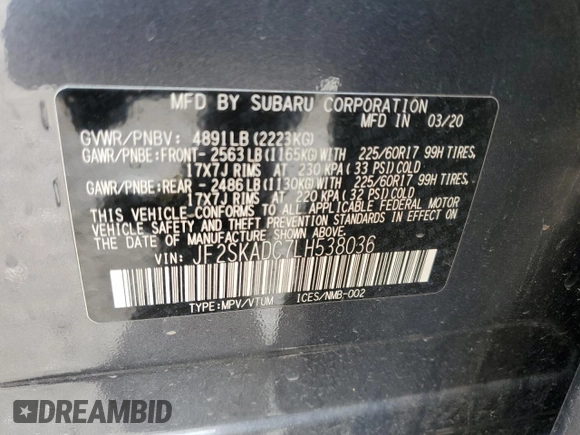 MFD BY SUBARU CORPORATION
MFD IN 03/20
GVWR/PNBV: 4891LB(2223KG)
GAWR/PNBE:FRONT- 2563LB(1165KG)WITH 225/60R17 99H TIRES,
17X7J RIMS AT 230 KPA(33 PSI)COLD
GAWR/PNBE:REAR - 2486LB(1130KG)WITH 225/60R17 99H TIRES,
17X7J RIMS AT 220 KPA(32 PSI)COLD
THIS VEHICLE CONFORMS TO ALL APPLICABLE FEDERAL MOTOR
VEHICLE SAFETY AND THEFT PREVENTION STANDARDS IN EFFECT ON
THE DATE OF MANUFACTURE SHOWN ABOVE.
VIN: JF2SKADC7LH538036
TYPE:MPV/VTUM ICES/NMB-002
DREAMBID